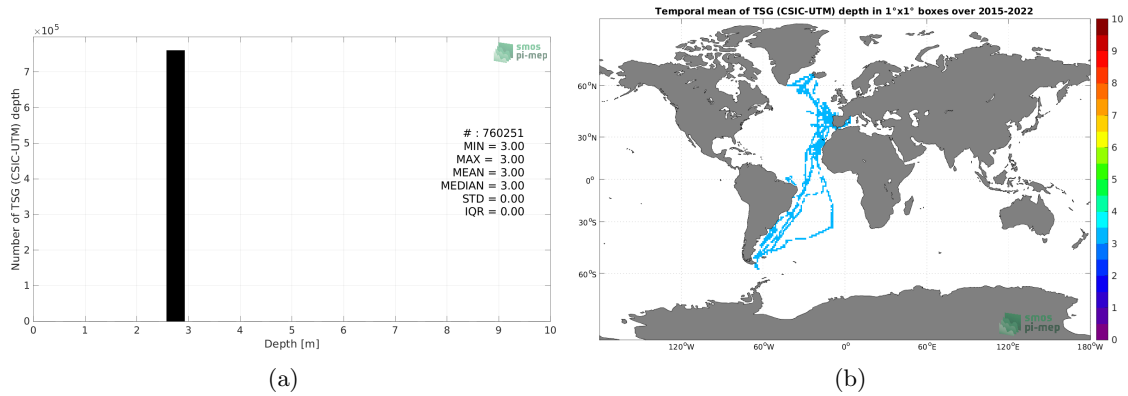 ×10⁵
smos
pi-mep
7
6
5
4
3
2
1
0
Number of TSG (CSIC-UTM) depth
# : 760251
MIN = 3.00
MAX = 3.00
MEAN = 3.00
MEDIAN = 3.00
STD = 0.00
IQR = 0.00
0 1 2 3 4 5 6 7 8 9 10
Depth [m]
(a)
Temporal mean of TSG (CSIC-UTM) depth in 1°x1° boxes over 2015-2022
60°N
30°N
0°
30°S
60°S
120°W 60°W 0° 60°E 120°E 180°W
smos
pi-mep
10
9
8
7
6
5
4
3
2
1
0
(b)